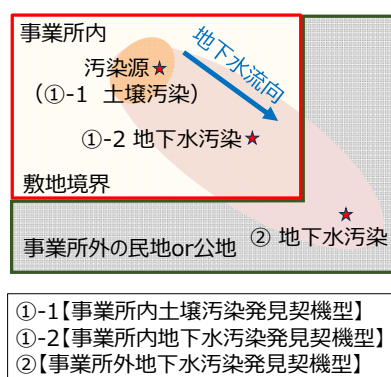 事業所内
汚染源★
(①-1 土壌汚染)
地下水流向
①-2 地下水汚染★
敷地境界
★
② 地下水汚染
事業所外の民地or公地
①-1【事業所内土壌汚染発見契機型】
①-2【事業所内地下水汚染発見契機型】
②【事業所外地下水汚染発見契機型】